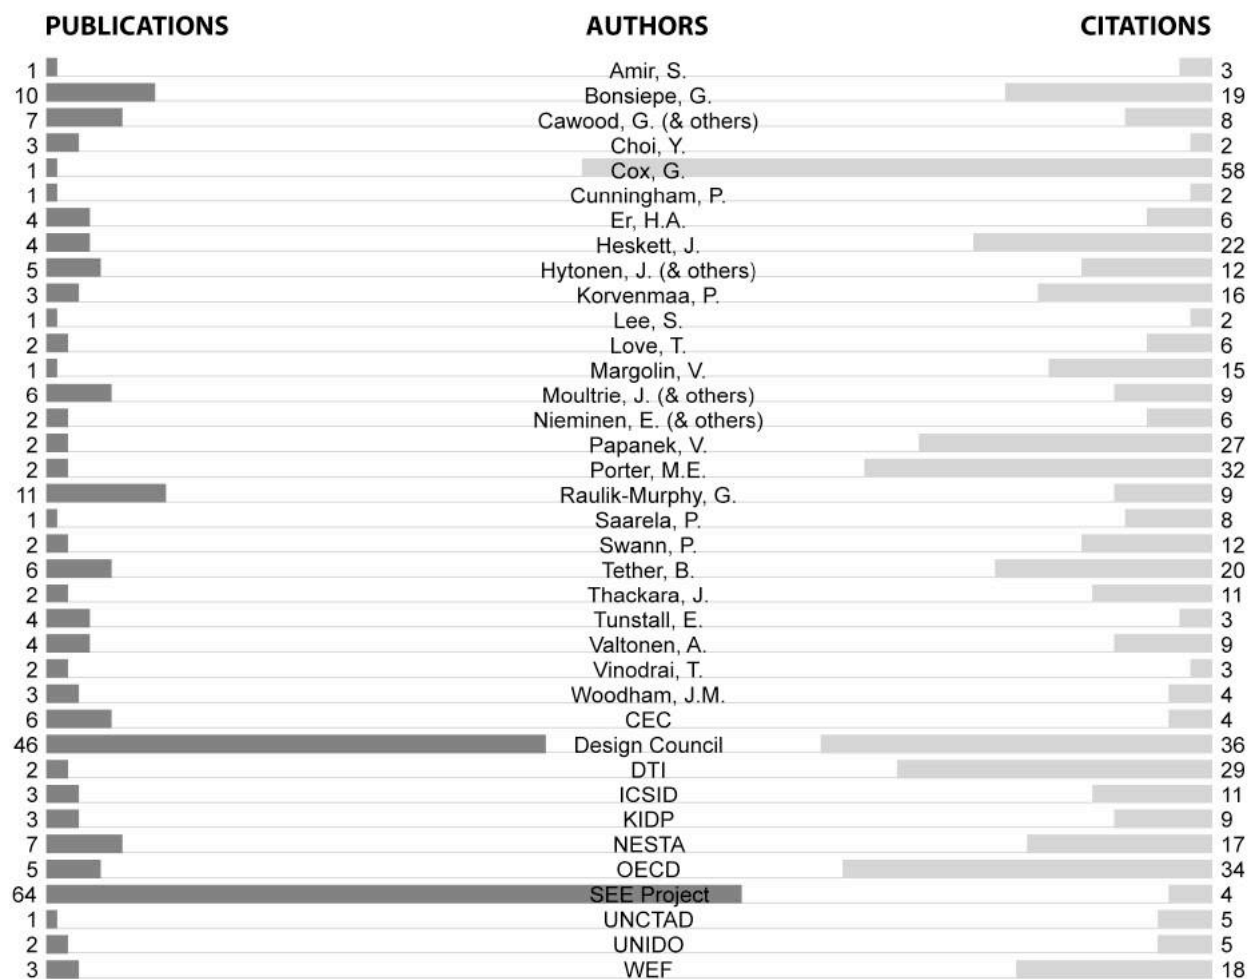 PUBLICATIONS AUTHORS CITATIONS
1 Amir, S. 3
10 Bonsiepe, G. 19
7 Cawood, G. (& others) 8
3 Choi, Y. 2
1 Cox, G. 58
1 Cunningham, P. 2
4 Er, H.A. 6
4 Heskett, J. 22
5 Hytonen, J. (& others) 12
3 Korvenmaa, P. 16
1 Lee, S. 2
2 Love, T. 6
1 Margolin, V. 15
6 Moultrie, J. (& others) 9
2 Nieminen, E. (& others) 6
2 Papanek, V. 27
2 Porter, M.E. 32
11 Raulik-Murphy, G. 9
1 Saarela, P. 8
2 Swann, P. 12
6 Tether, B. 20
2 Thackara, J. 11
4 Tunstall, E. 3
4 Valtonen, A. 9
2 Vinodrai, T. 3
3 Woodham, J.M. 4
6 CEC 4
46 Design Council 36
2 DTI 29
3 ICSID 11
3 KIDP 9
7 NESTA 17
5 OECD 34
64 SEE Project 4
1 UNCTAD 5
2 UNIDO 5
3 WEF 18